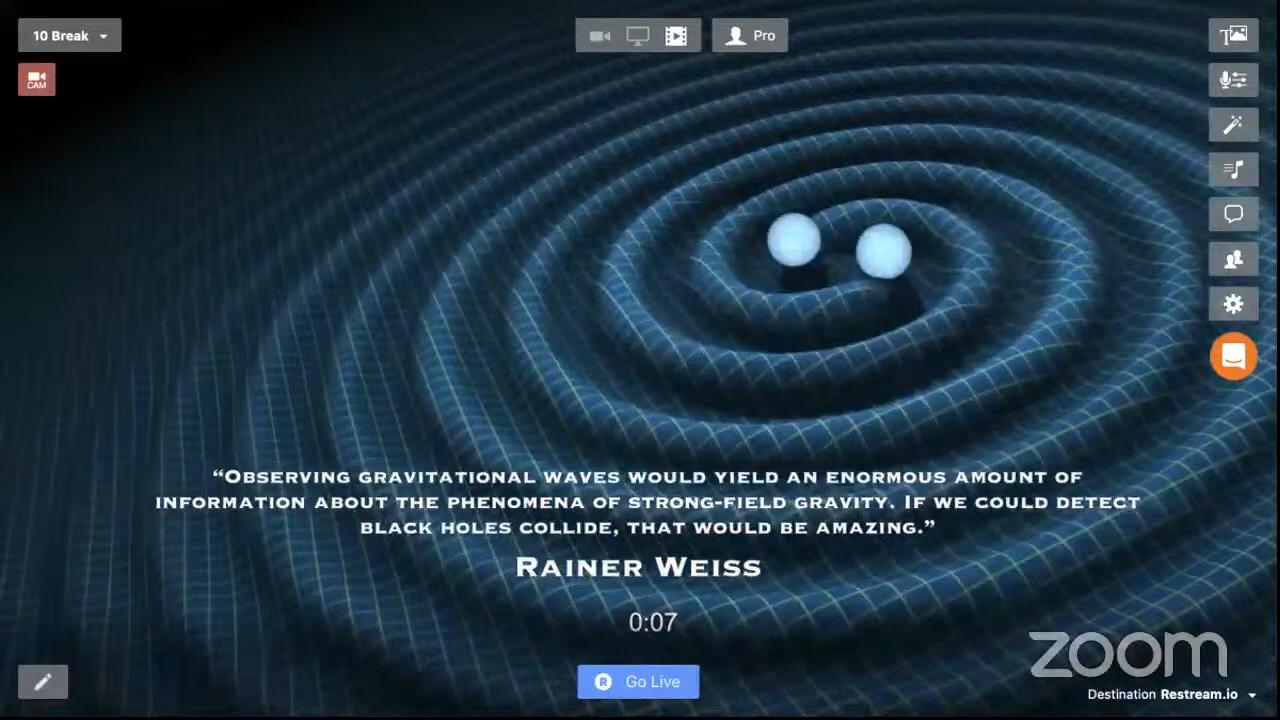 10 Break
Pro
CAM
T
“OBSERVING GRAVITATIONAL WAVES WOULD YIELD AN ENORMOUS AMOUNT OF
INFORMATION ABOUT THE PHENOMENA OF STRONG-FIELD GRAVITY. IF WE COULD DETECT
BLACK HOLES COLLIDE, THAT WOULD BE AMAZING.”
RAINER WEISS
0:07
zoom
R Go Live
Destination Restream.io